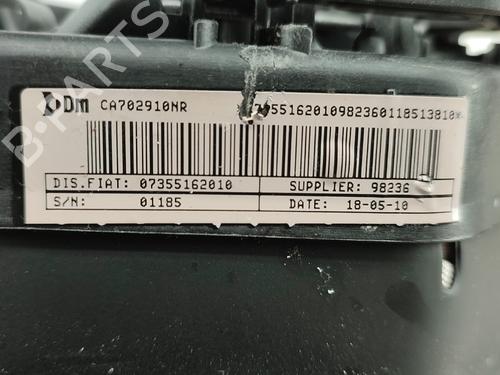 Dm CA702910NR 07355162010982360118513810
DIS.FIAT: 07355162010 SUPPLIER: 98236
S/N: 01185 DATE: 18-05-10
B-PARTS